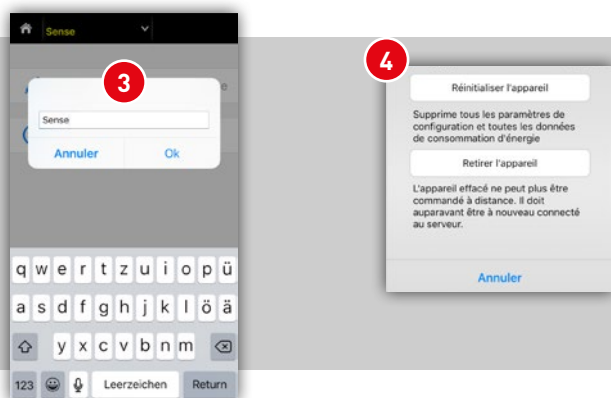 Sense
3
Sense
Annuler Ok
q w e r t z u i o p ü
a s d f g h j k l ö ä
y x c v b n m
123 Leerzeichen Return
4
Réinitialiser l'appareil
Supprime tous les paramètres de
configuration et toutes les données
de consommation d'énergie
Retirer l'appareil
L'appareil effacé ne peut plus être
commandé à distance. Il doit
auparavant être à nouveau connecté
au serveur.
Annuler